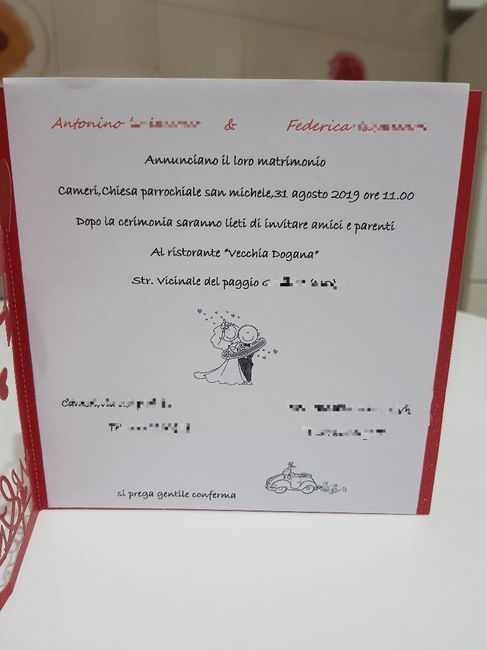 Antonino & Federica
Annunciano il loro matrimonio
Cameri,Chiesa parrochiale san michele,31 agosto 2019 ore 11.00
Dopo la cerimonia saranno lieti di invitare amici e parenti
Al ristorante "Vecchia Dogana"
Str. Vicinale del paggio
si prega gentile conferma